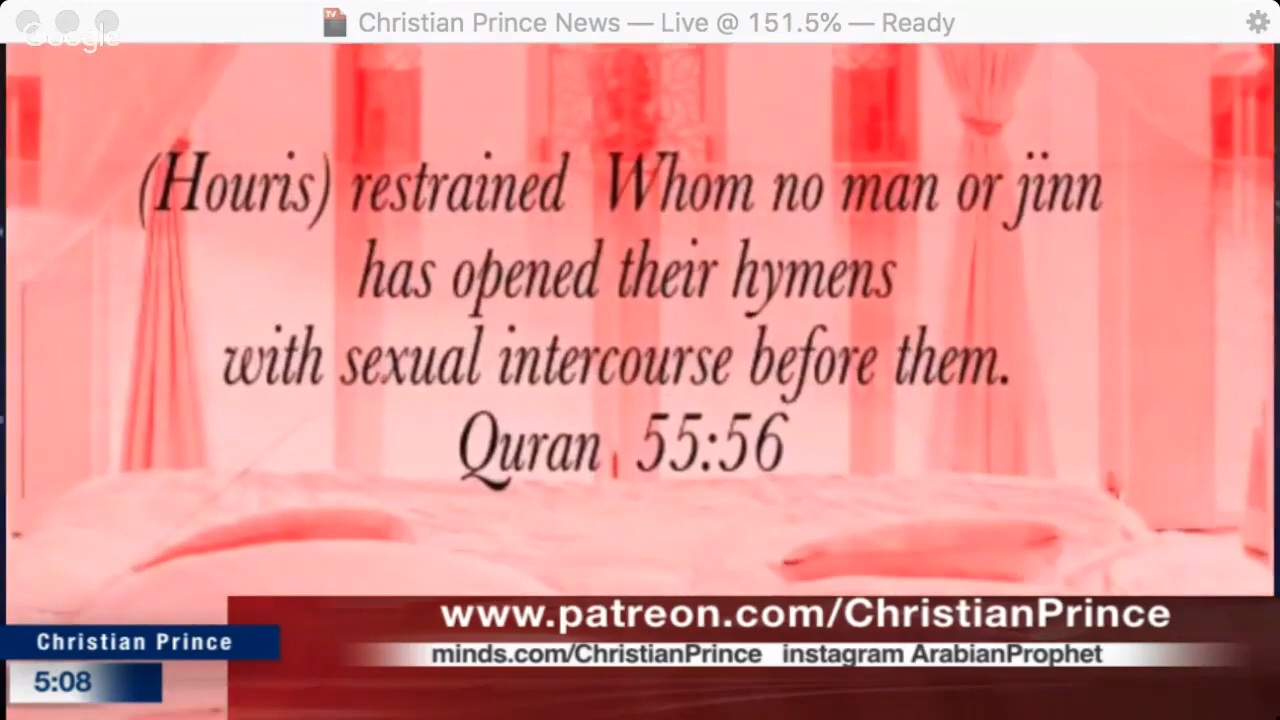 Christian Prince News — Live @ 151.5% — Ready
Google
(Houris) restrained Whom no man or jinn
has opened their hymens
with sexual intercourse before them.
Quran 55:56
www.patreon.com/ChristianPrince
Christian Prince
minds.com/ChristianPrince instagram ArabianProphet
5:08